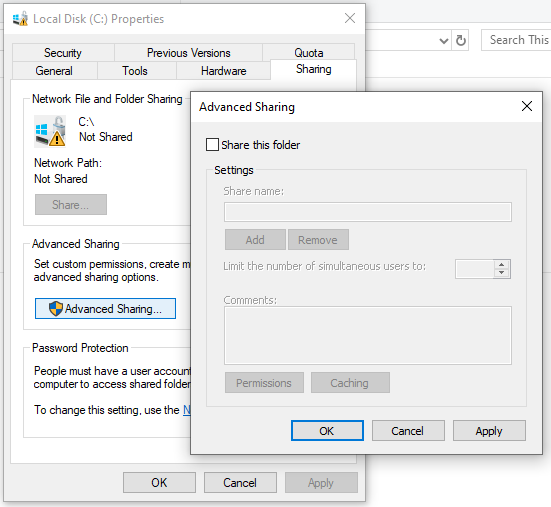 Local Disk (C:) Properties
Security
Previous Versions
Quota
General
Tools
Hardware
Sharing
Network File and Folder Sharing
C:\
Not Shared
Network Path:
Not Shared
Share...
Advanced Sharing
Set custom permissions, create m
advanced sharing options.
Advanced Sharing...
Password Protection
People must have a user accoun
computer to access shared folder
To change this setting, use the N
OK
Cancel
Apply
Search This
Advanced Sharing
Share this folder
Settings
Share name:
Add
Remove
Limit the number of simultaneous users to:
Comments:
Permissions
Caching
OK
Cancel
Apply